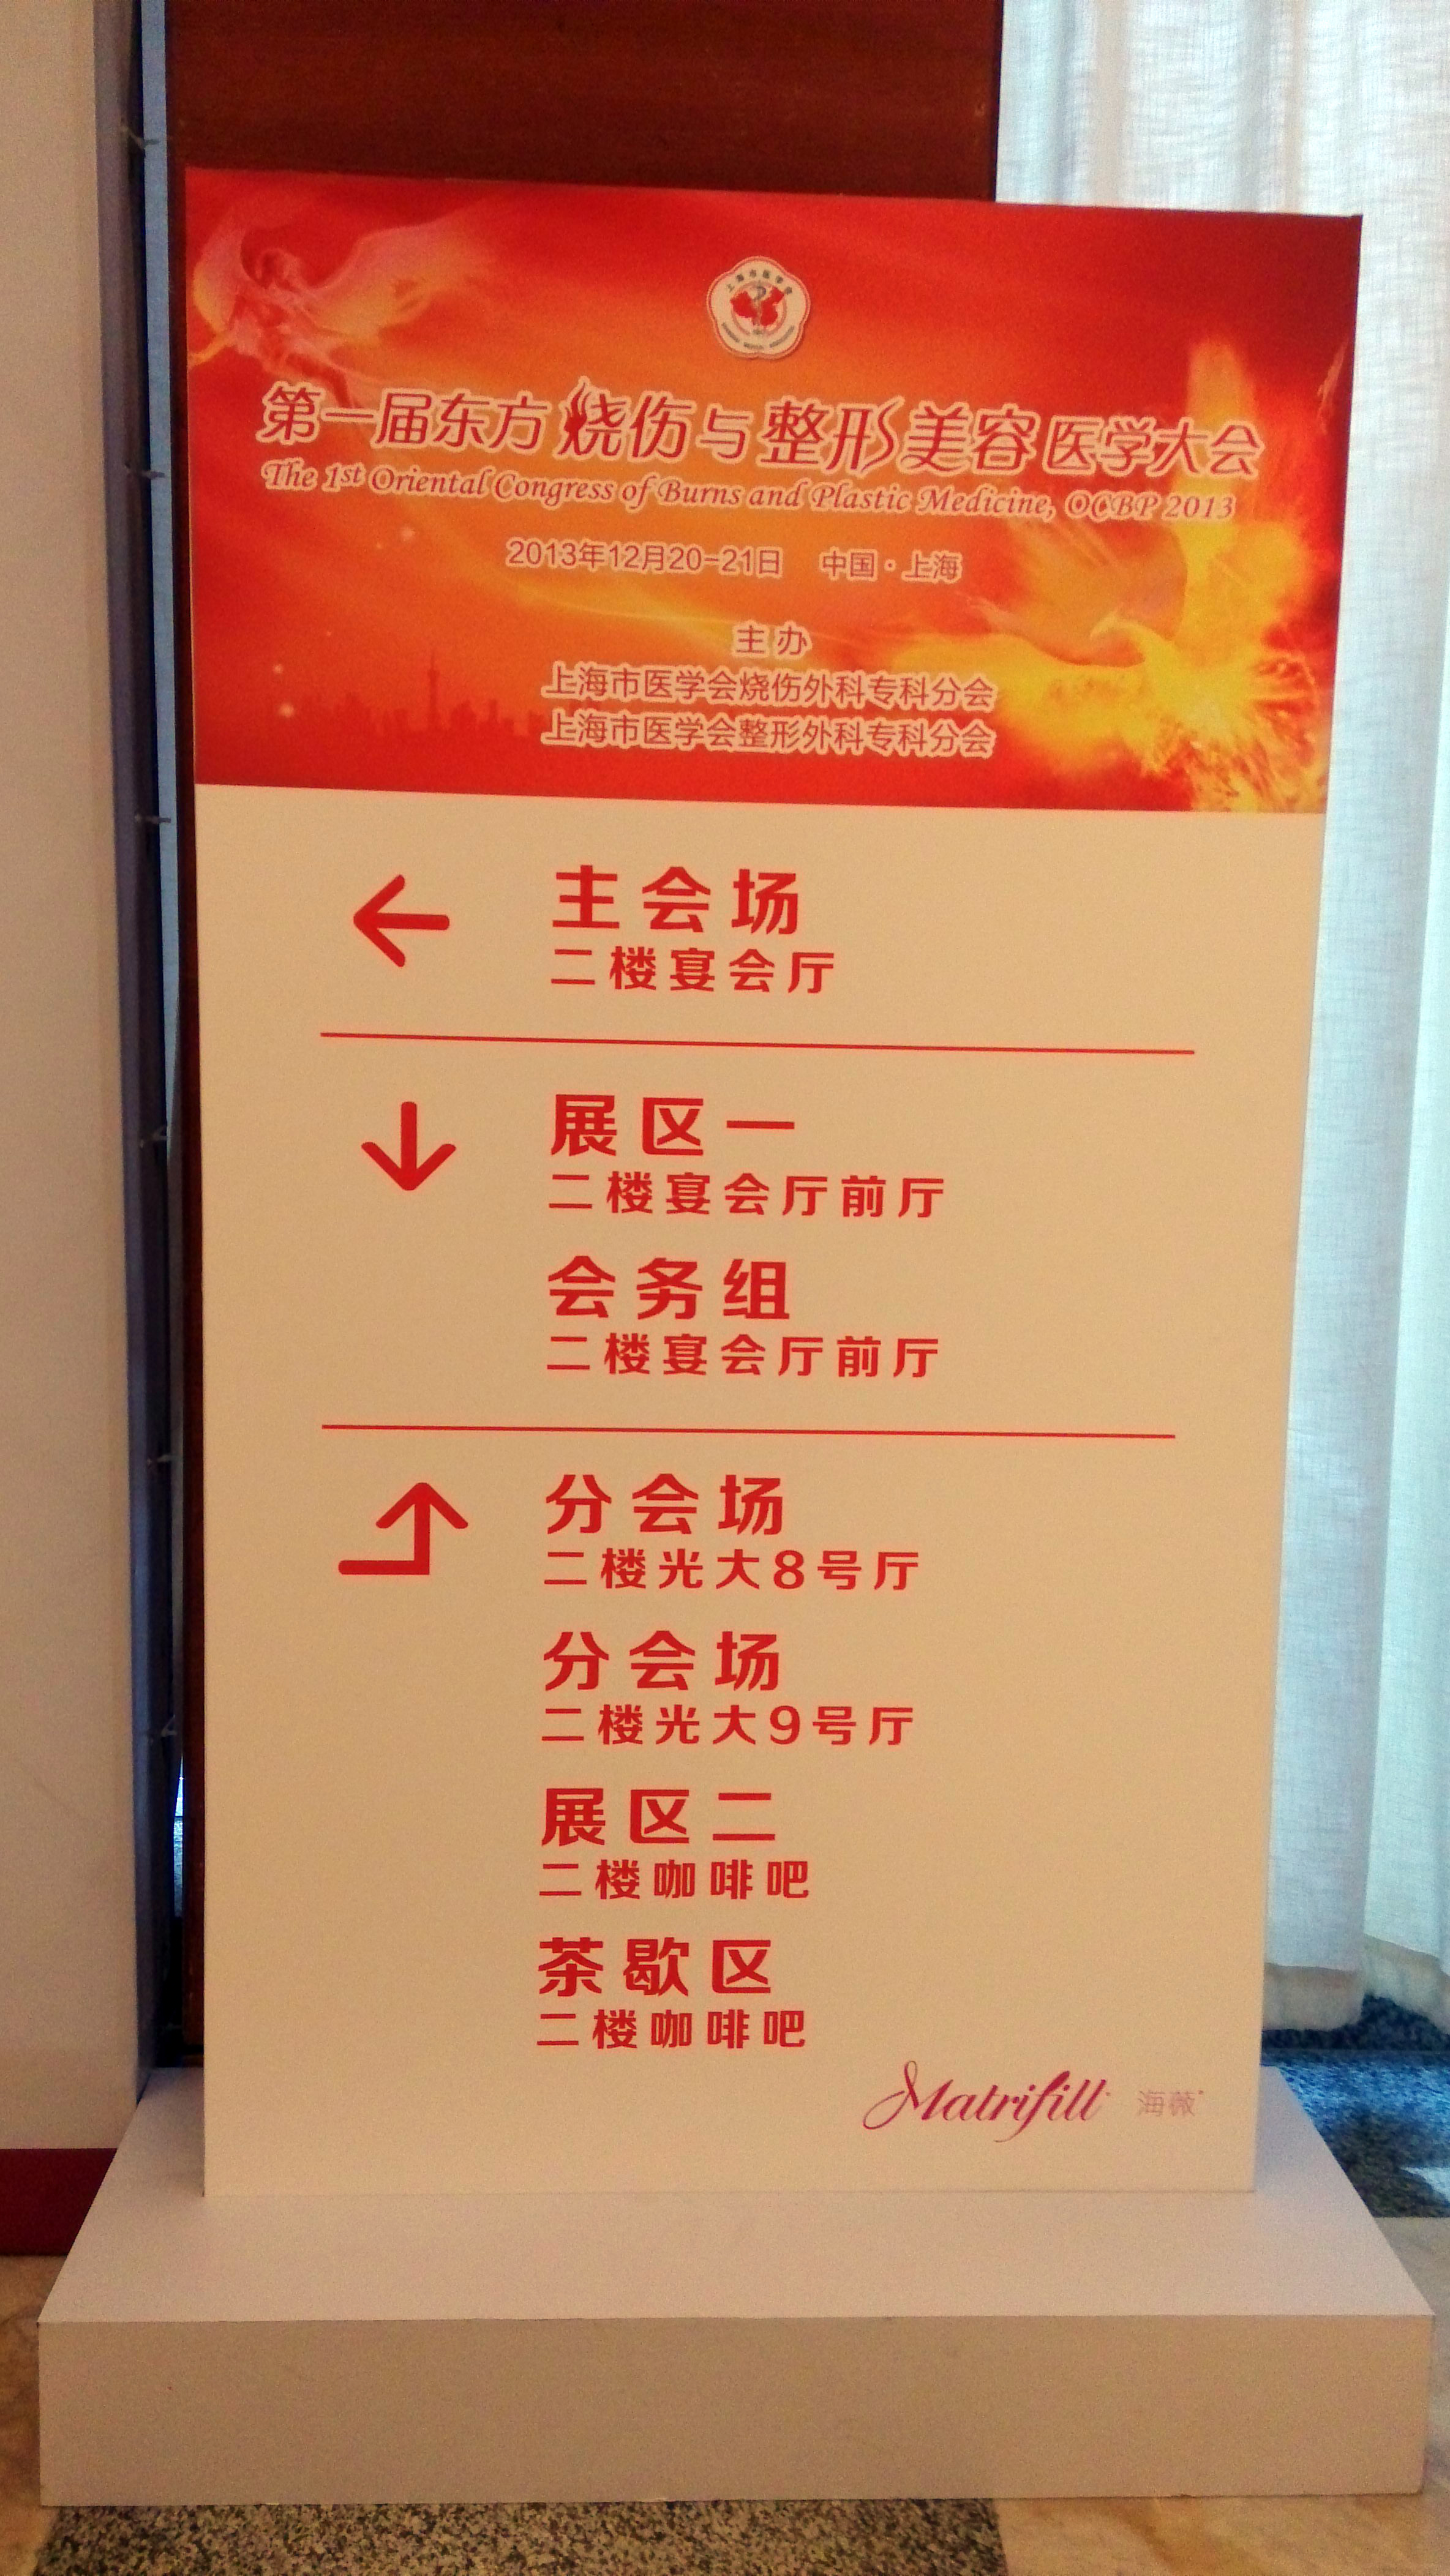 上海市医学会
第一届东方烧伤与整形美容医学大会
The 1st Oriental Congress of Burns and Plastic Medicine, OCBP 2013
2013年12月20-21日 中国·上海
主办
上海市医学会烧伤外科专科分会
上海市医学会整形外科专科分会
主会场
二楼宴会厅
展区一
二楼宴会厅前厅
会务组
二楼宴会厅前厅
分会场
二楼光大8号厅
分会场
二楼光大9号厅
展区二
二楼咖啡吧
茶歇区
二楼咖啡吧
Matrifill 海薇